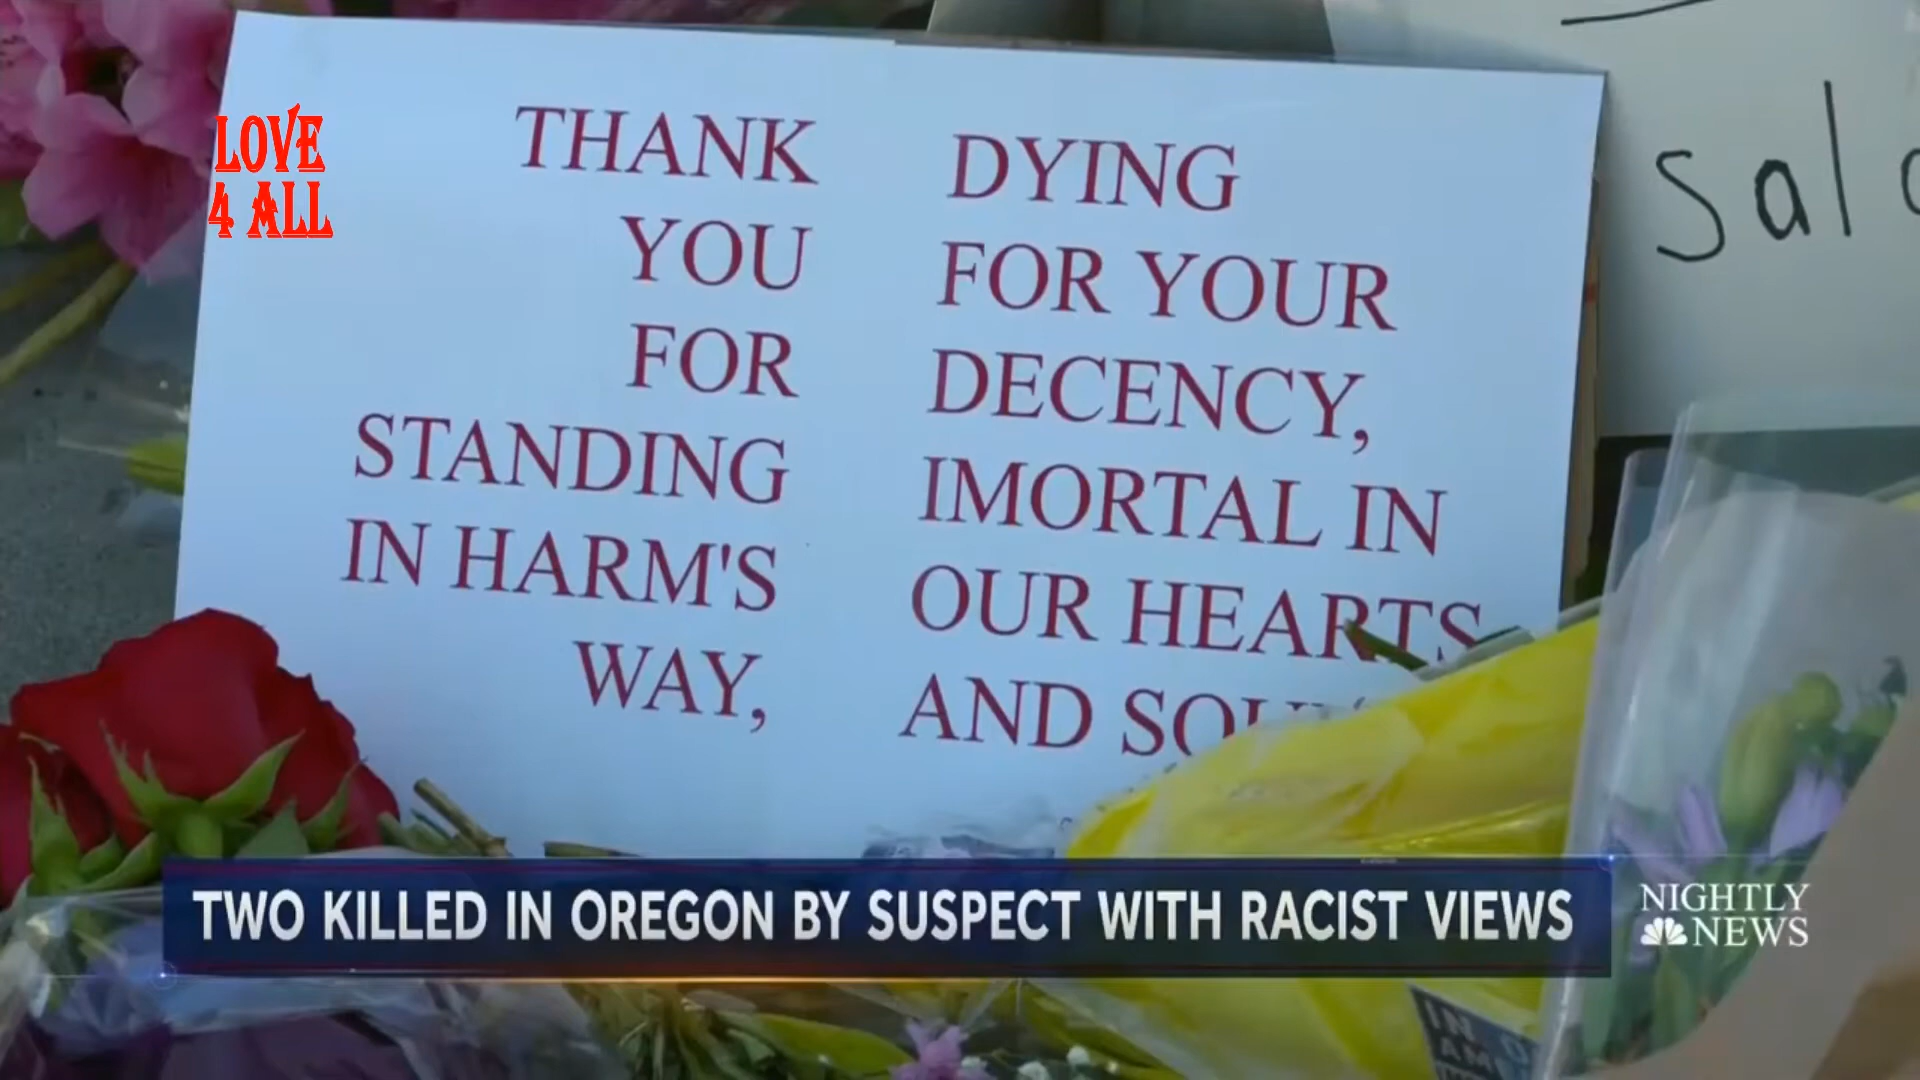 LOVE
4 ALL
THANK
YOU
FOR
STANDING
IN HARM'S
WAY,
DYING
FOR YOUR
DECENCY,
IMORTAL IN
OUR HEARTS
AND
TWO KILLED IN OREGON BY SUSPECT WITH RACIST VIEWS
NIGHTLY
NEWS